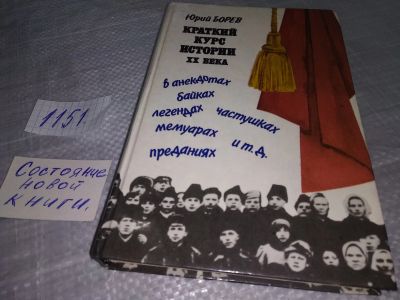 Юрий БОРЕВ
КРАТКИЙ
КУРС
ИСТОРИИ
XX ВЕКА
в анекдотах
байках
легендах частушках
мемуарах и т.д.
преданиях
1151.
Состояние
новой
книги.